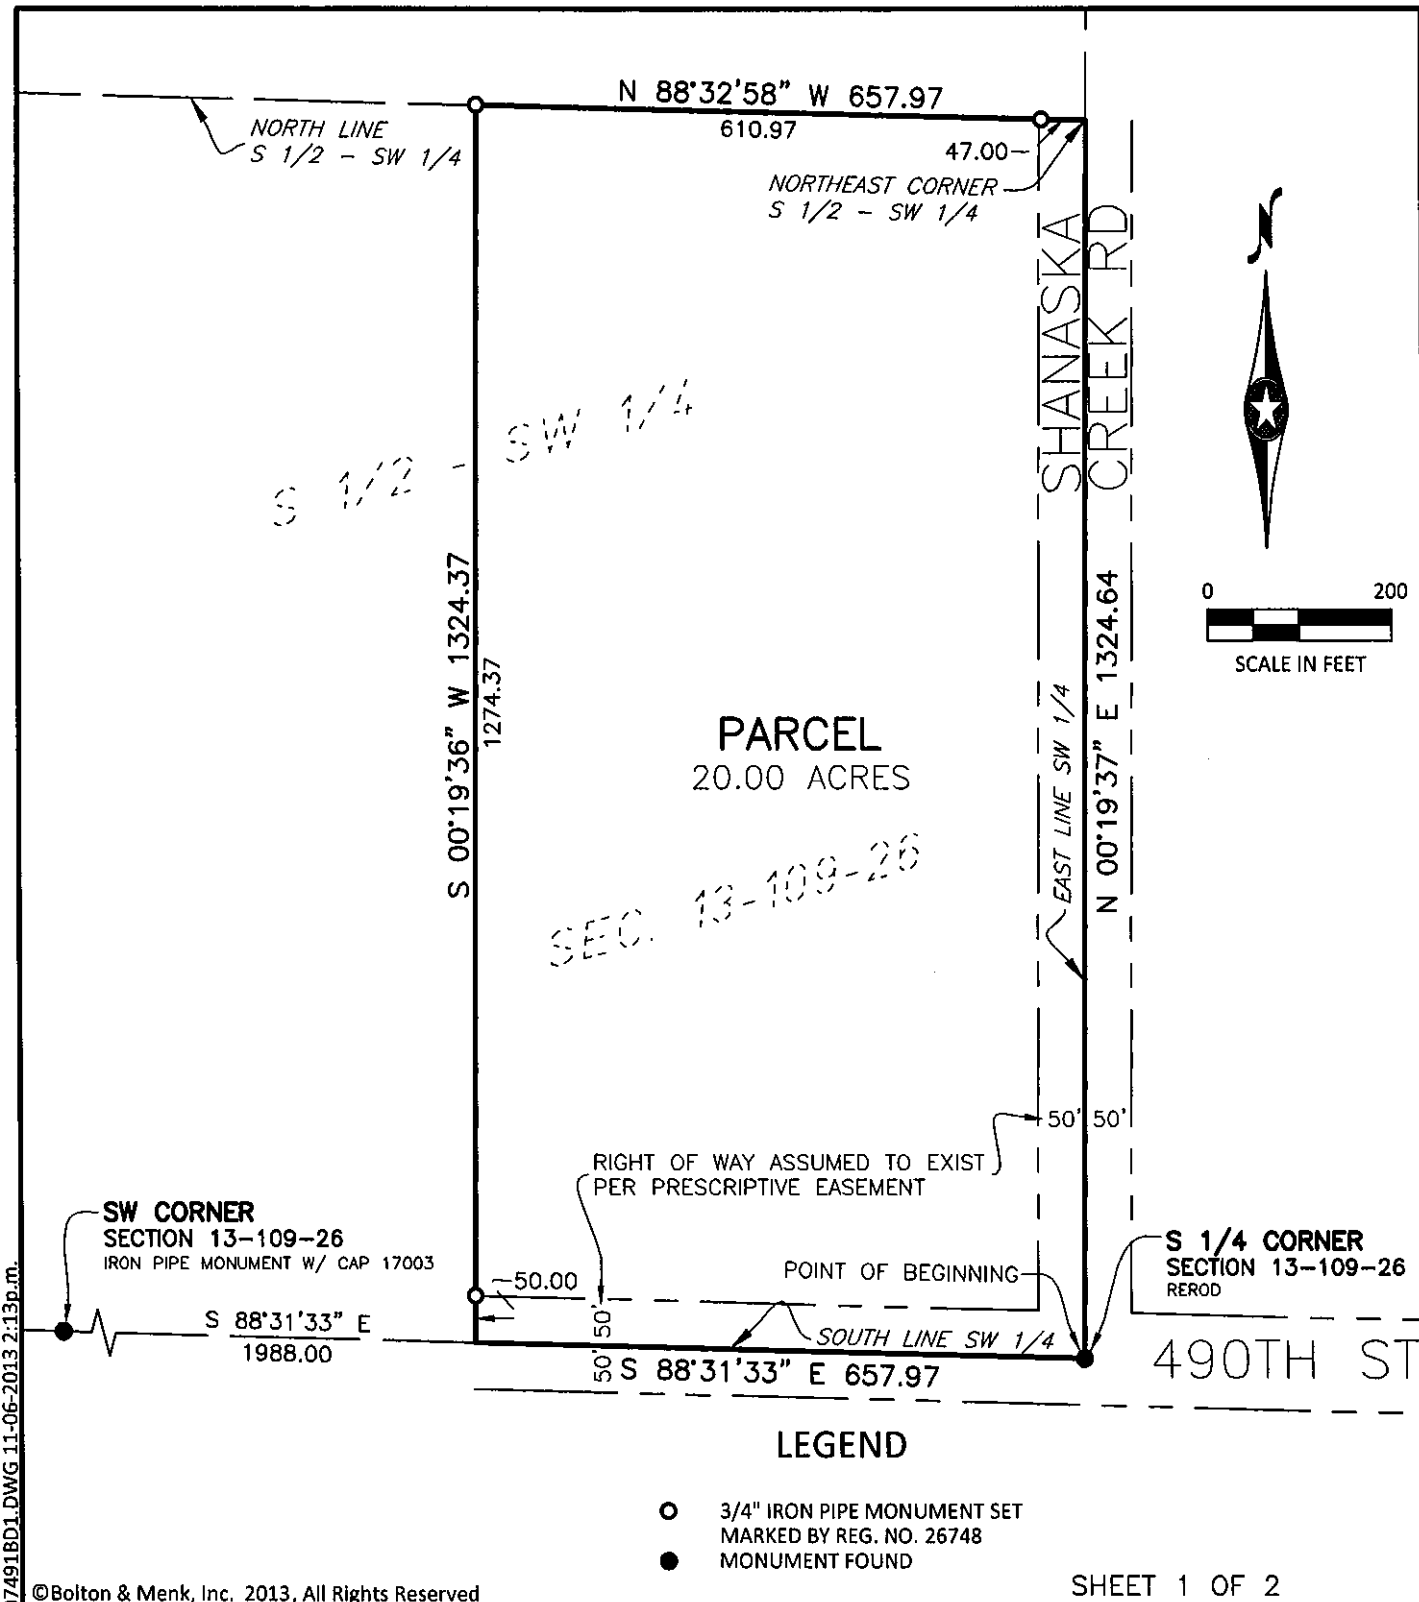 N 88°32'58" W 657.97
610.97
47.00
NORTH LINE
S 1/2 - SW 1/4
NORTHEAST CORNER
S 1/2 - SW 1/4
SHANASKA
CREEK RD
N
S 1/2 - SW 1/4
0 200
SCALE IN FEET
S 00°19'36" W 1324.37
1274.37
N 00°19'37" E 1324.64
EAST LINE SW 1/4
PARCEL
20.00 ACRES
SEC. 13-109-26
50' 50'
RIGHT OF WAY ASSUMED TO EXIST
PER PRESCRIPTIVE EASEMENT
SW CORNER
SECTION 13-109-26
IRON PIPE MONUMENT W/ CAP 17003
S 1/4 CORNER
SECTION 13-109-26
REROD
POINT OF BEGINNING
50.00
50' 50'
S 88°31'33" E
1988.00
SOUTH LINE SW 1/4
S 88°31'33" E 657.97
490TH ST
LEGEND
3/4" IRON PIPE MONUMENT SET
MARKED BY REG. NO. 26748
MONUMENT FOUND
SHEET 1 OF 2
©Bolton & Menk, Inc. 2013, All Rights Reserved
07491BD1.DWG 11-06-2013 2:13p.m.